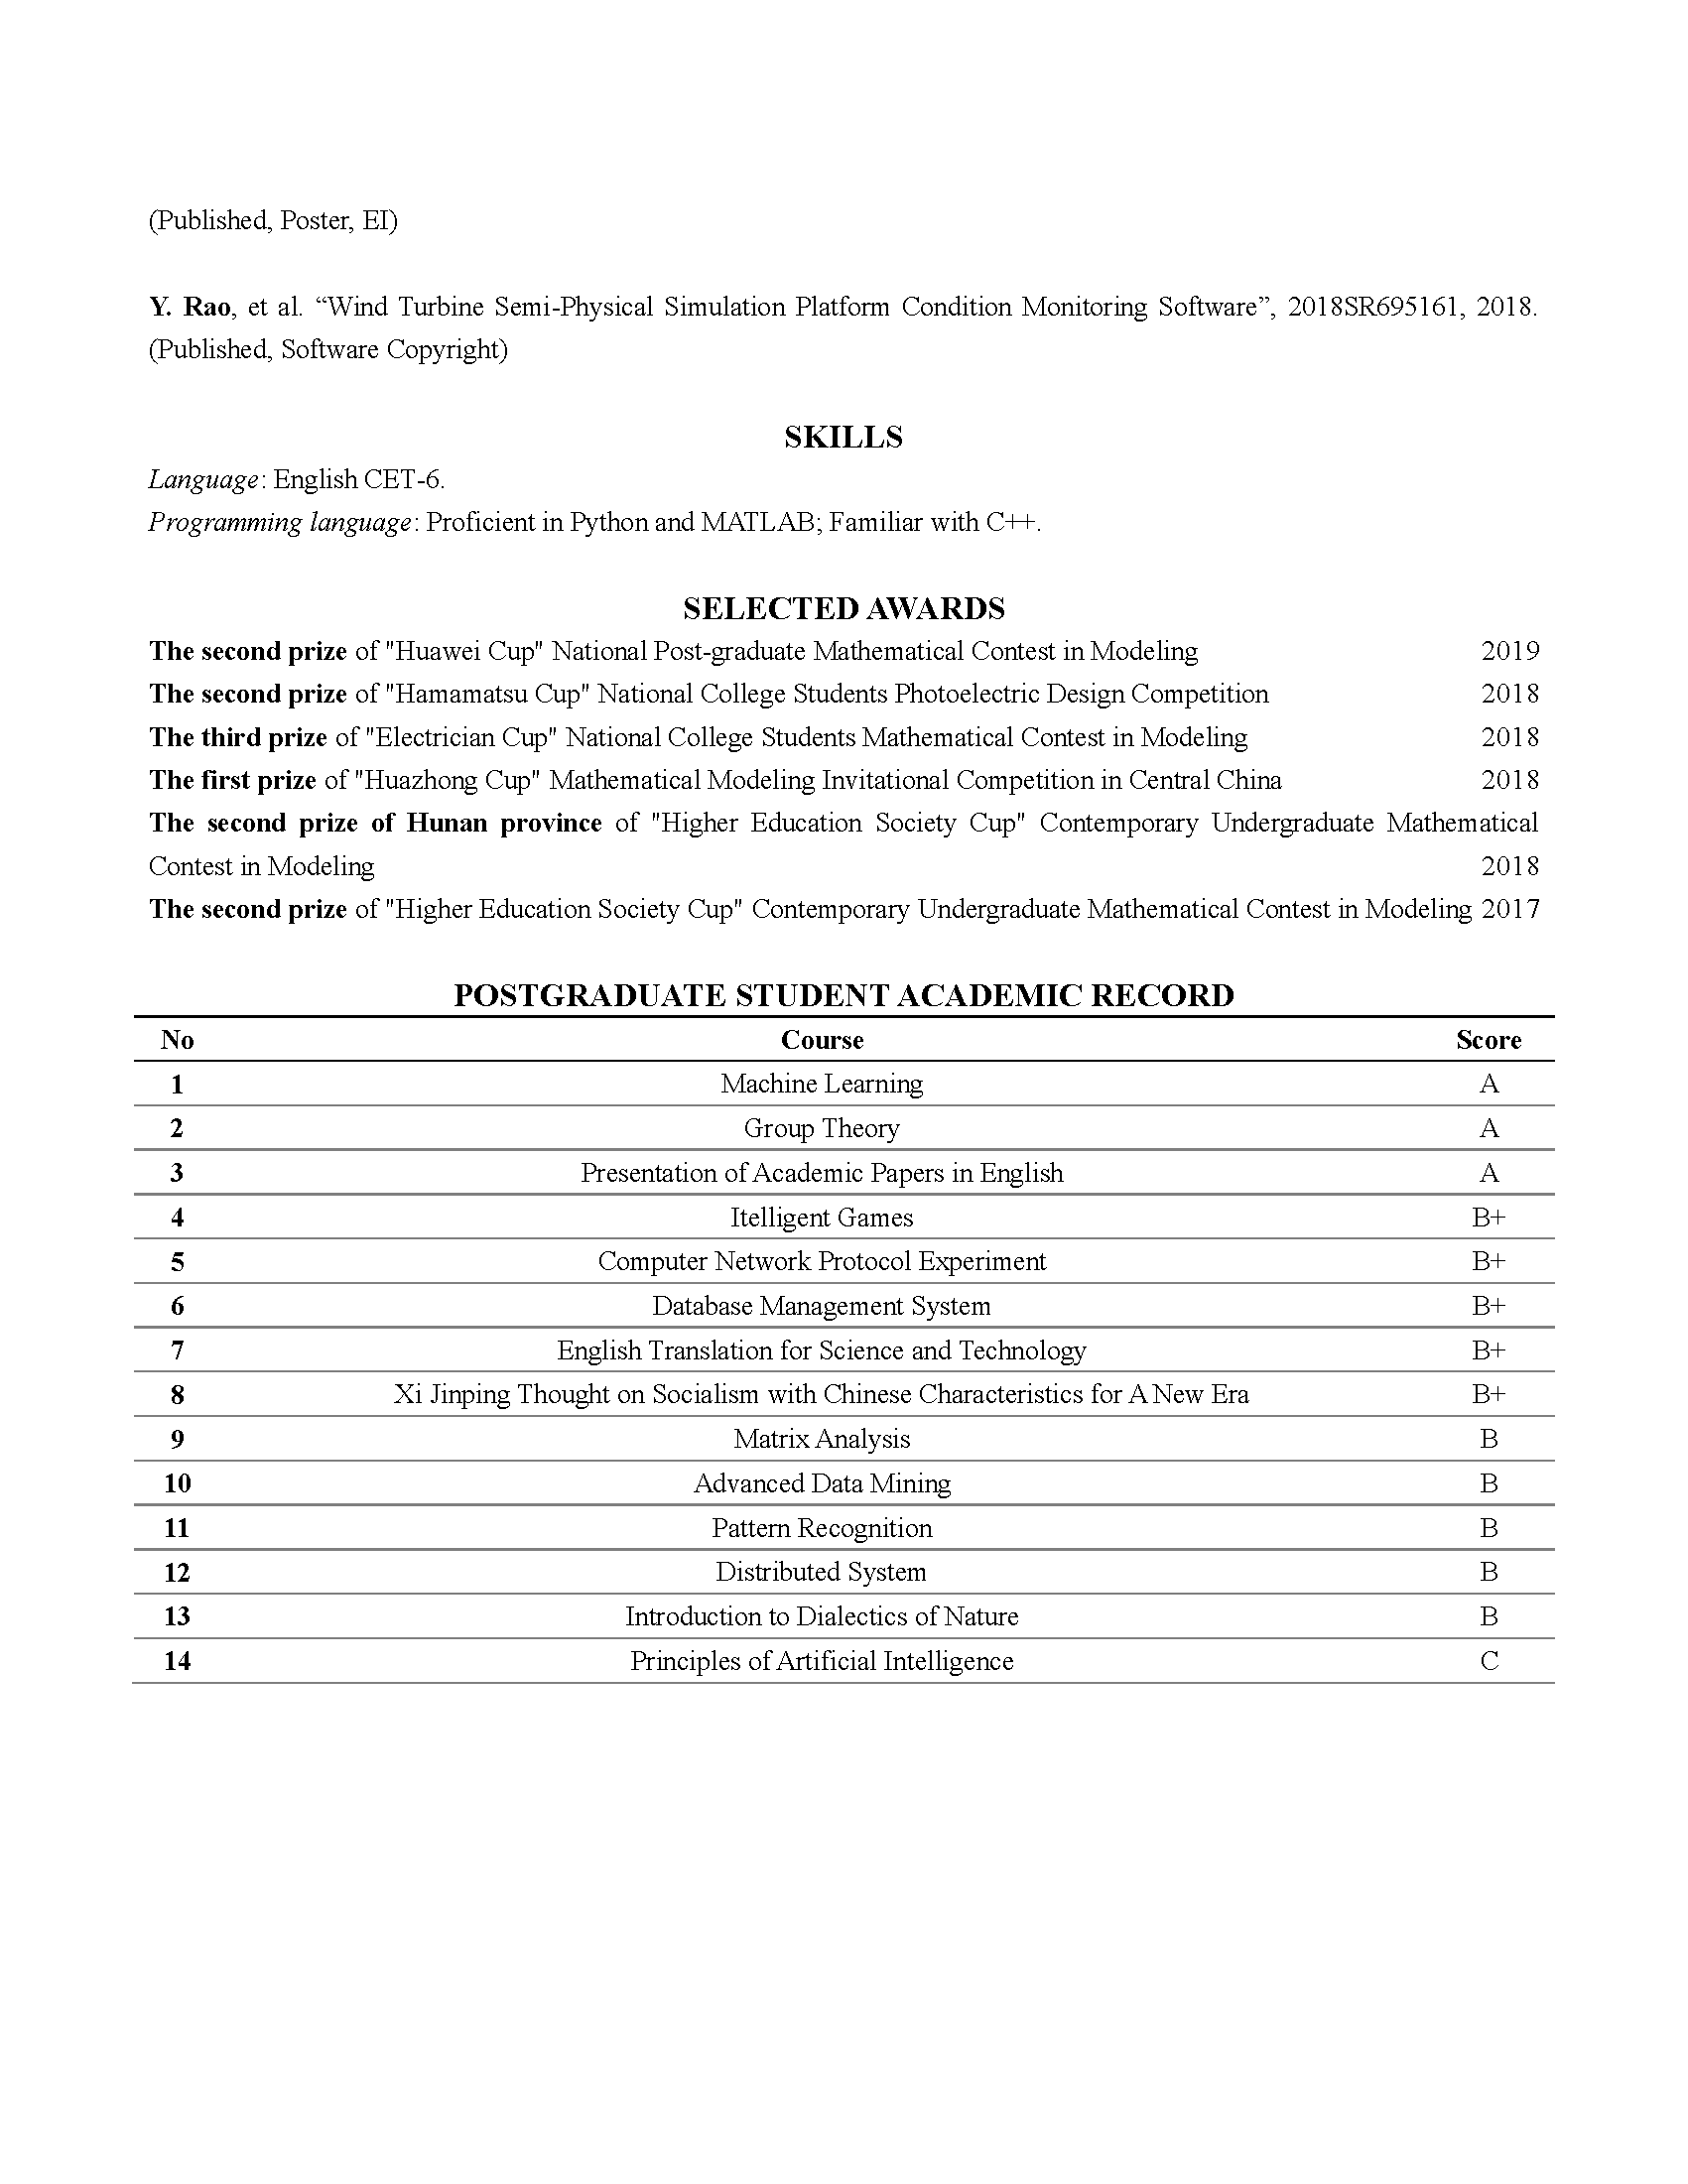 (Published, Poster, EI)
Y. Rao, et al. “Wind Turbine Semi-Physical Simulation Platform Condition Monitoring Software”, 2018SR695161, 2018.
(Published, Software Copyright)
SKILLS
Language: English CET-6.
Programming language: Proficient in Python and MATLAB; Familiar with C++.
SELECTED AWARDS
The second prize of "Huawei Cup" National Post-graduate Mathematical Contest in Modeling 2019
The second prize of "Hamamatsu Cup" National College Students Photoelectric Design Competition 2018
The third prize of "Electrician Cup" National College Students Mathematical Contest in Modeling 2018
The first prize of "Huazhong Cup" Mathematical Modeling Invitational Competition in Central China 2018
The second prize of Hunan province of "Higher Education Society Cup" Contemporary Undergraduate Mathematical
Contest in Modeling 2018
The second prize of "Higher Education Society Cup" Contemporary Undergraduate Mathematical Contest in Modeling 2017
POSTGRADUATE STUDENT ACADEMIC RECORD
No Course Score
1 Machine Learning A
2 Group Theory A
3 Presentation of Academic Papers in English A
4 Itelligent Games B+
5 Computer Network Protocol Experiment B+
6 Database Management System B+
7 English Translation for Science and Technology B+
8 Xi Jinping Thought on Socialism with Chinese Characteristics for A New Era B+
9 Matrix Analysis B
10 Advanced Data Mining B
11 Pattern Recognition B
12 Distributed System B
13 Introduction to Dialectics of Nature B
14 Principles of Artificial Intelligence C